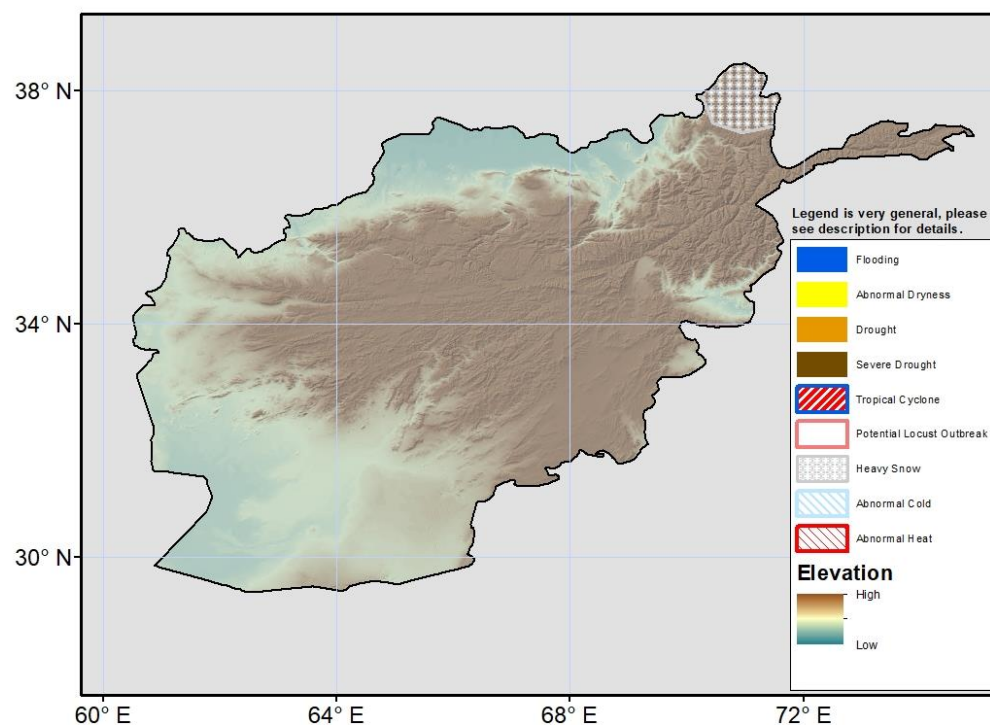 38° N
34° N
30° N
60° E
64° E
68° E
72° E
Legend is very general, please
see description for details.
Flooding
Abnormal Dryness
Drought
Severe Drought
Tropical Cyclone
Potential Locust Outbreak
Heavy Snow
Abnormal Cold
Abnormal Heat
Elevation
High
Low